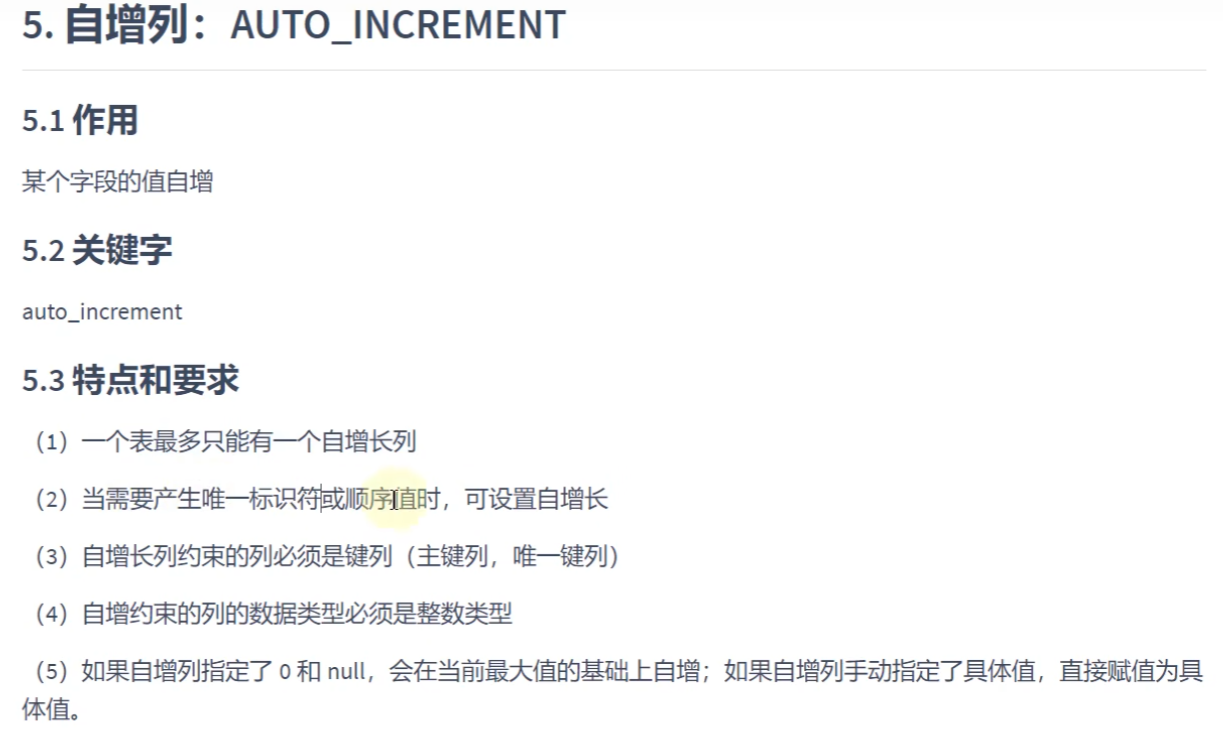 5. 自增列：AUTO_INCREMENT
5.1 作用
某个字段的值自增
5.2 关键字
auto_increment
5.3 特点和要求
（1）一个表最多只能有一个自增长列
（2）当需要产生唯一标识符或顺序值时，可设置自增长
（3）自增长列约束的列必须是键列（主键列，唯一键列）
（4）自增约束的列的数据类型必须是整数类型
（5）如果自增列指定了 0 和 null，会在当前最大值的基础上自增；如果自增列手动指定了具体值，直接赋值为具
体值。